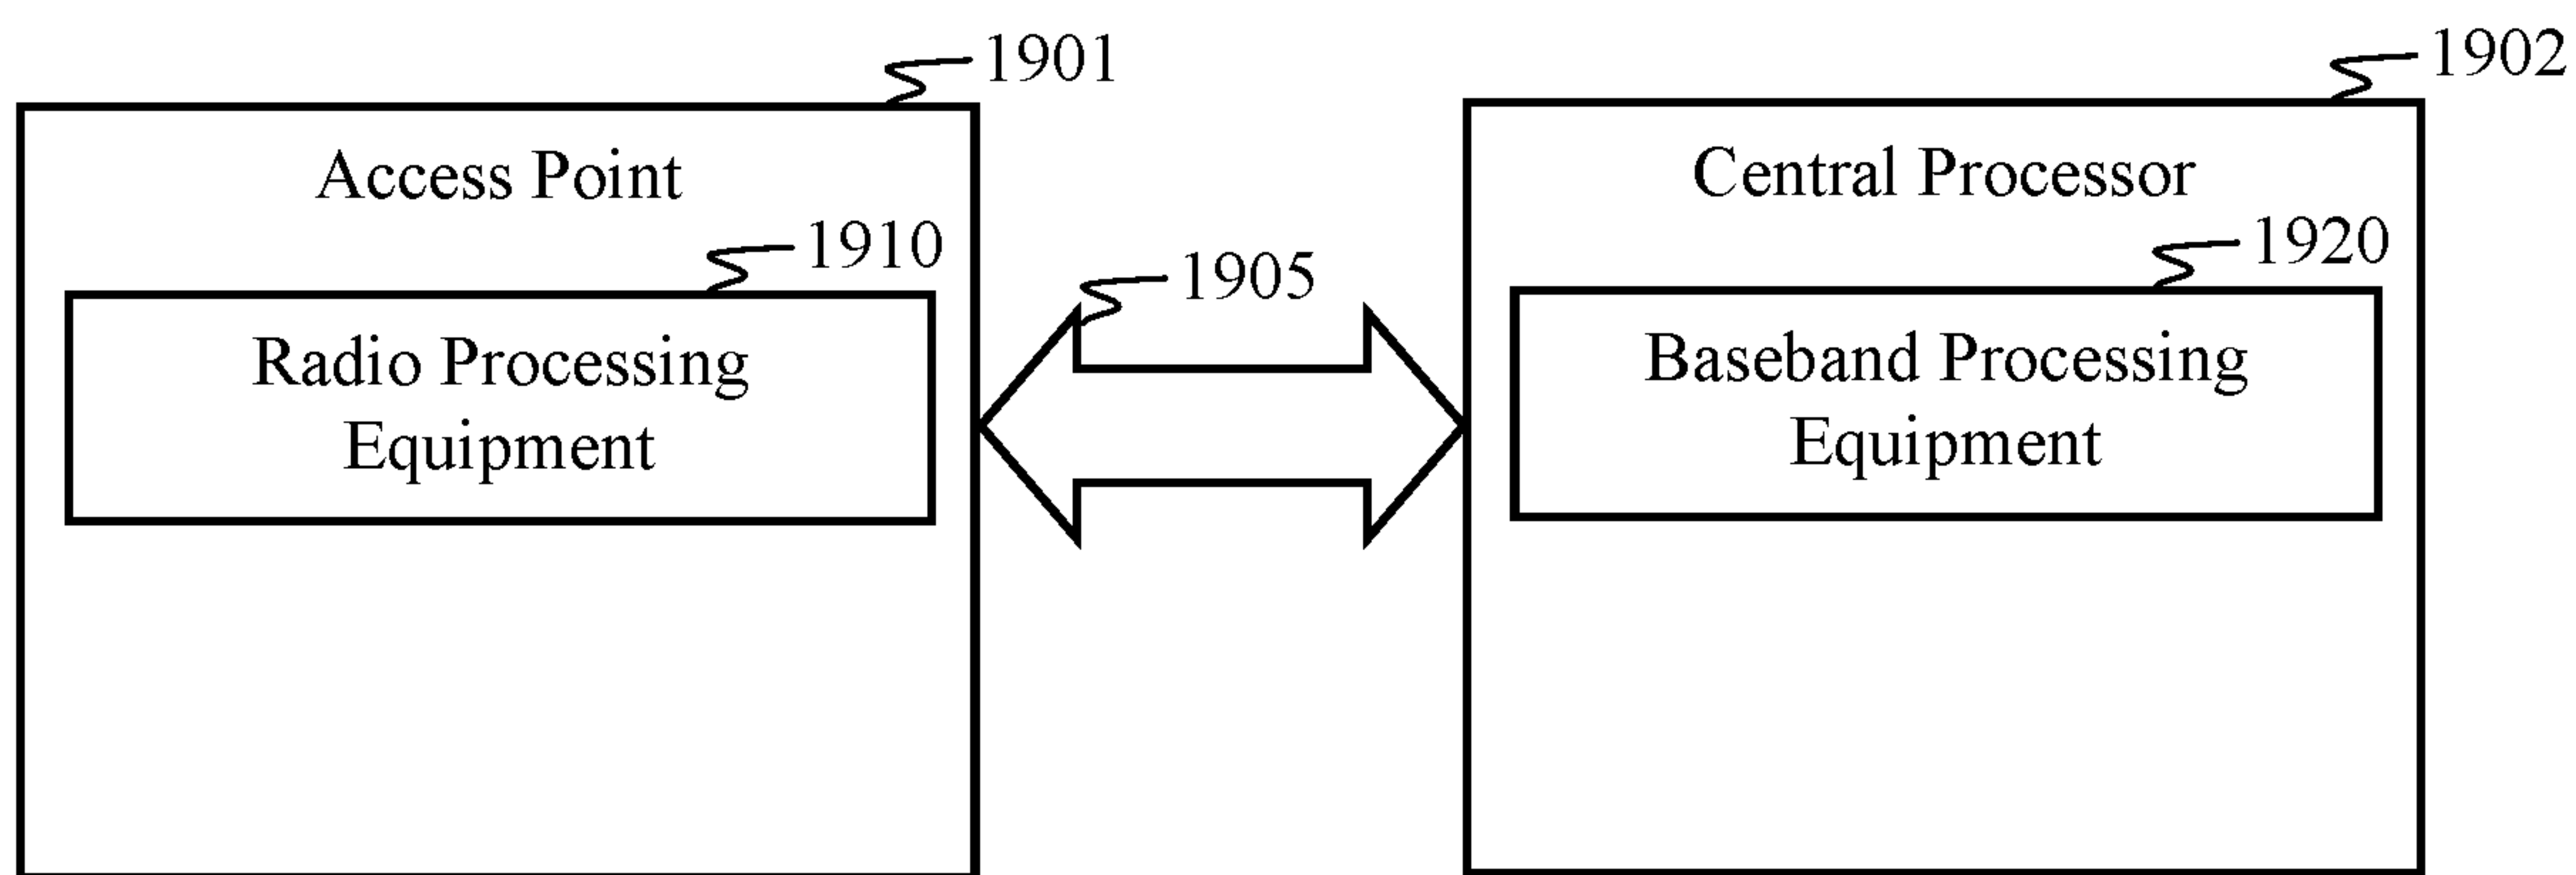 1901
1902
Access Point
Central Processor
1910
1905
1920
Radio Processing
Equipment
Baseband Processing
Equipment